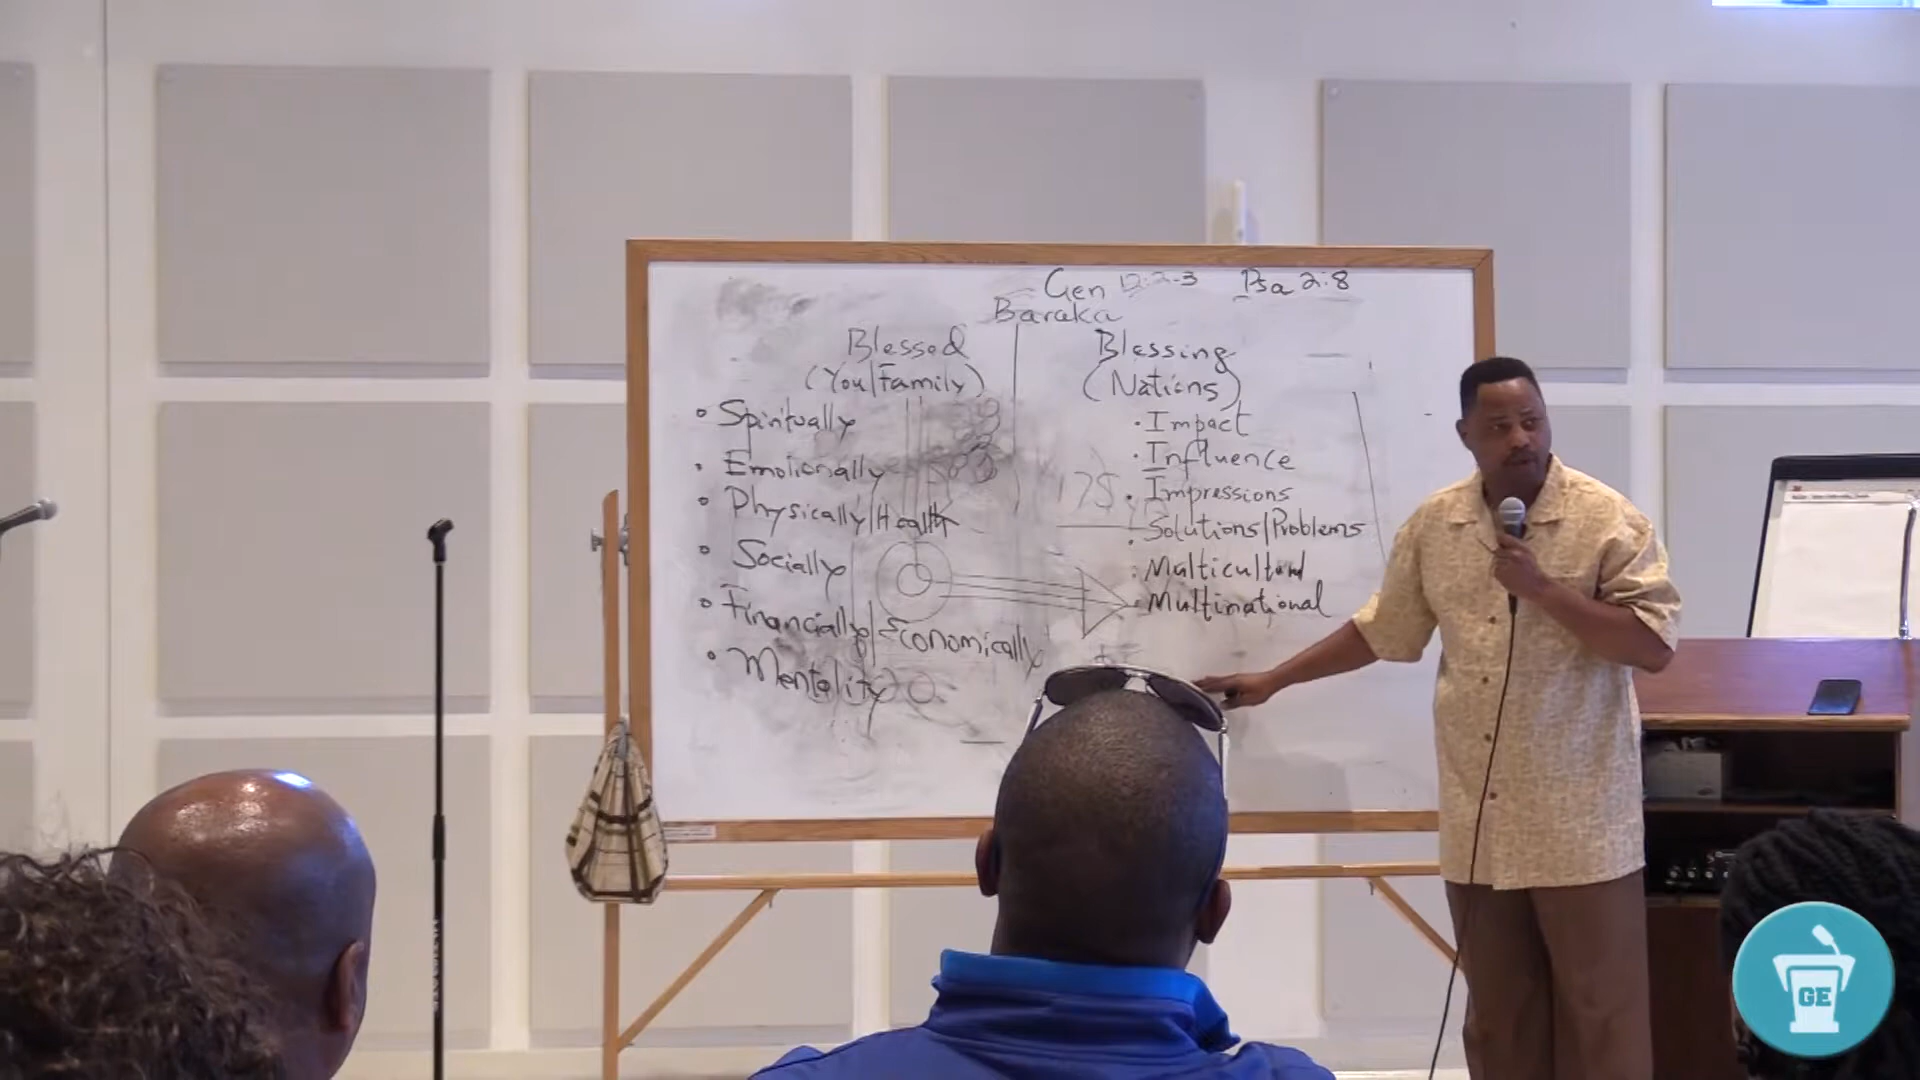 Gen 12:2-3 Psa 2:8
Baraka
Blessed
(You/Family)
• Spiritually
• Emotionally
• Physically/Health
• Socially
• Financially/Economically
• Mentality
Blessing
(Nations)
• Impact
• Influence
• Impressions
• Solutions/Problems
• Multicultural
• Multinational
175
GE